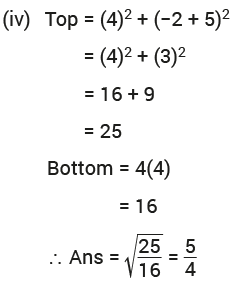 (iv) Top = (4)² + (−2 + 5)²
= (4)² + (3)²
= 16 + 9
= 25
Bottom = 4(4)
= 16
∴ Ans = √(25/16) = 5/4